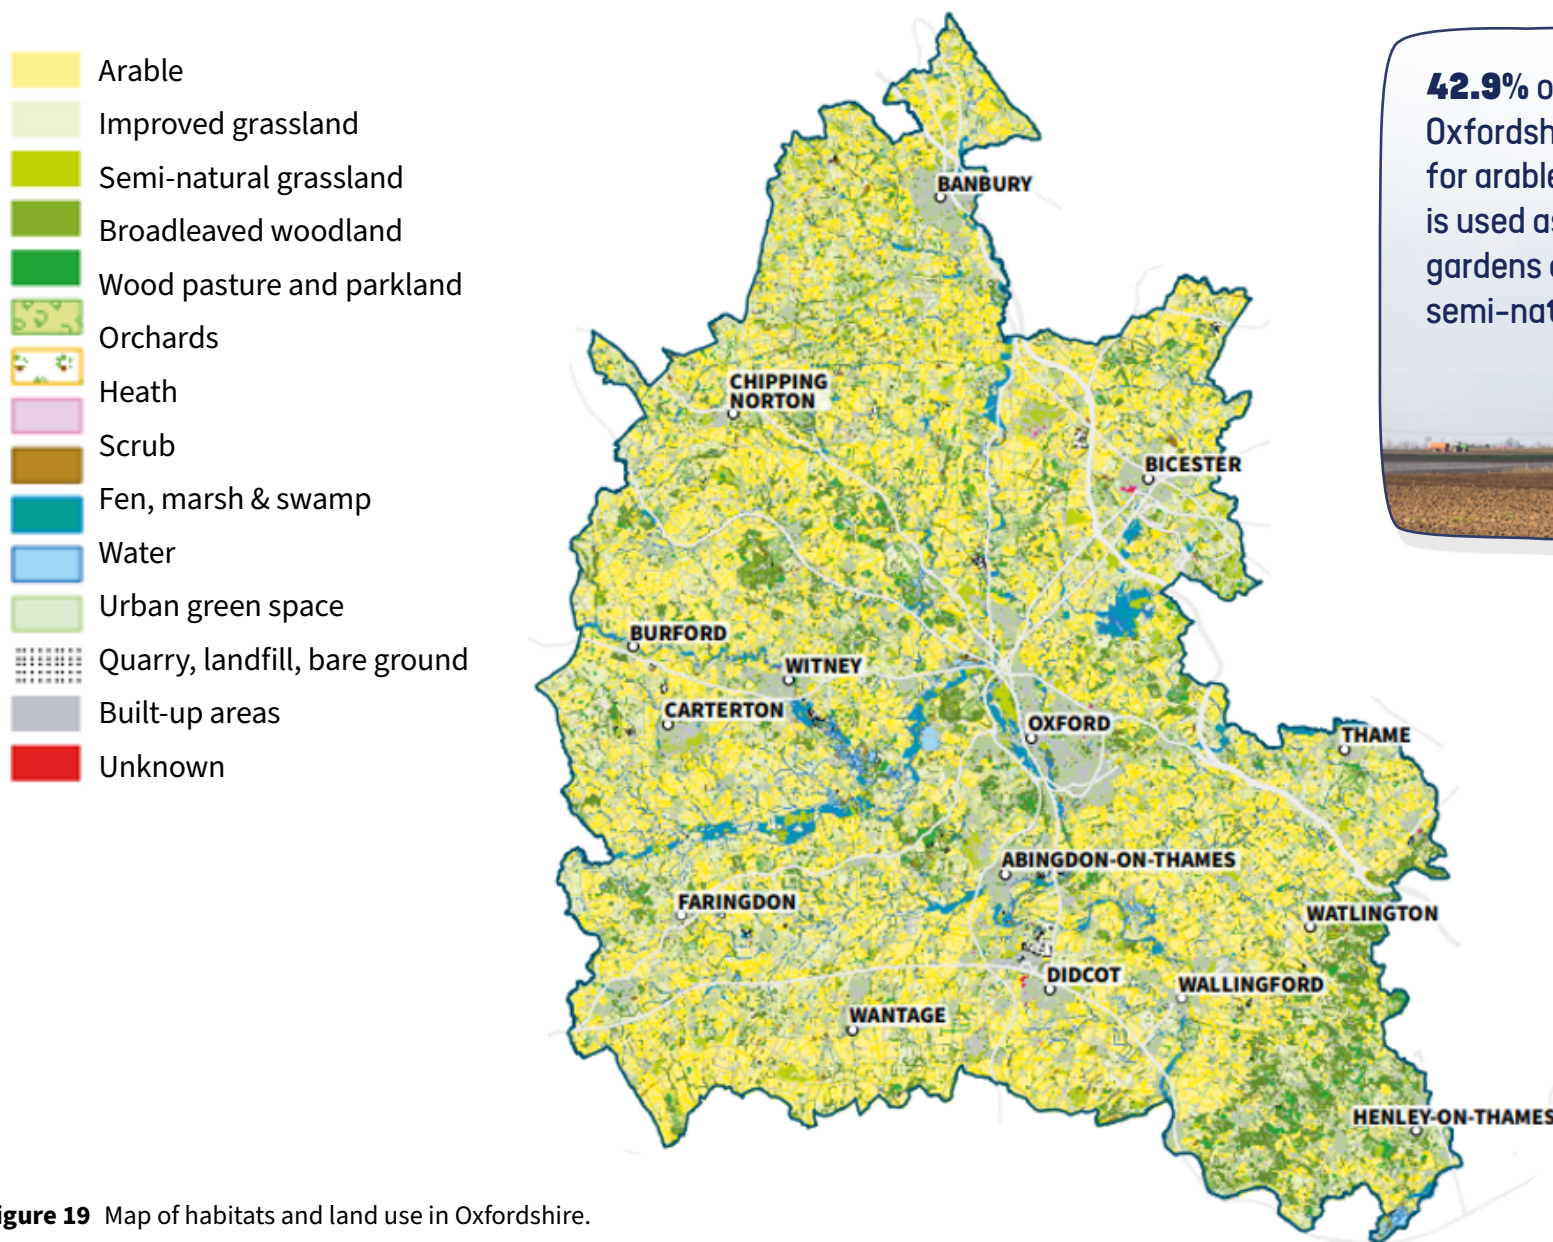 Arable
Improved grassland
Semi-natural grassland
Broadleaved woodland
Wood pasture and parkland
Orchards
Heath
Scrub
Fen, marsh & swamp
Water
Urban green space
Quarry, landfill, bare ground
Built-up areas
Unknown
BANBURY
CHIPPING
NORTON
BICESTER
BURFORD
WITNEY
CARTERTON
OXFORD
THAME
ABINGDON-ON-THAMES
FARINGDON
WATLINGTON
DIDCOT
WALLINGFORD
WANTAGE
HENLEY-ON-THAMES
42.9% o
Oxfordsh
for arable
is used as
gardens
semi-nat
igure 19 Map of habitats and land use in Oxfordshire.